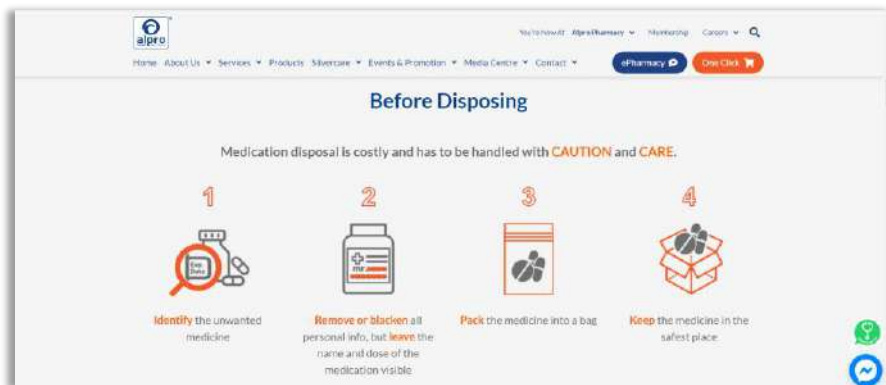 alpro
You're Now At Alpro Pharmacy Membership Careers
Home About Us Services Products Silvercare Events & Promotion Media Centre Contact ePharmacy One Click
Before Disposing
Medication disposal is costly and has to be handled with CAUTION and CARE.
1 2 3 4
Exp. Date
Identify the unwanted
medicine
Remove or blacken all
personal info, but leave the
name and dose of the
medication visible
Pack the medicine into a bag
Keep the medicine in the
safest place